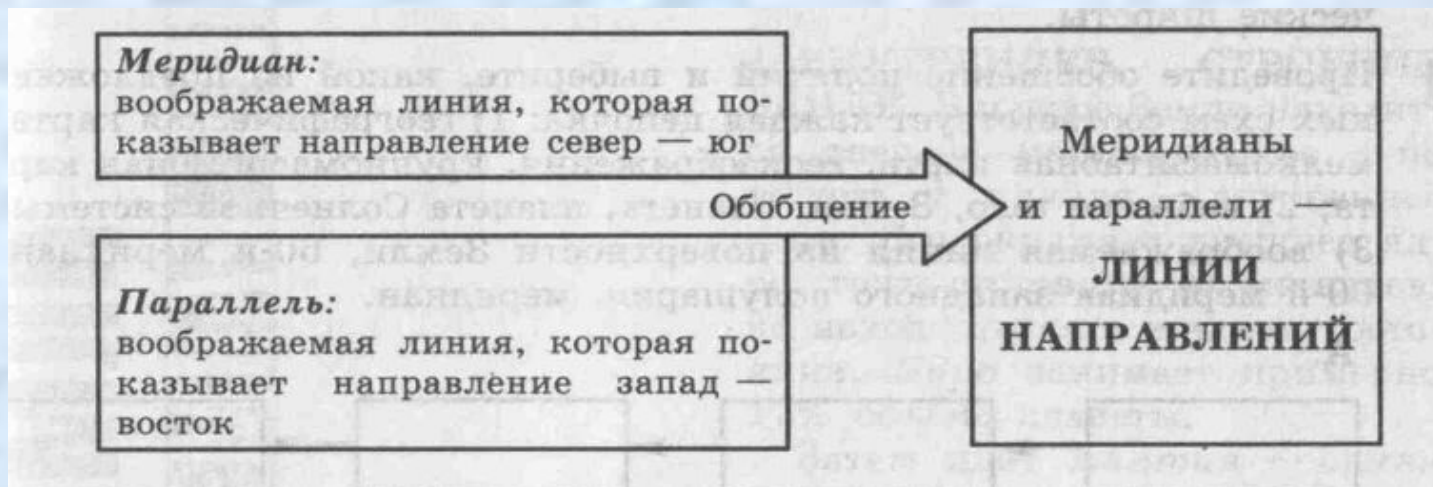 Меридиан:
воображаемая линия, которая по-
казывает направление север — юг
Обобщение
Параллель:
воображаемая линия, которая по-
казывает направление запад —
восток
Меридианы
и параллели —
ЛИНИИ
НАПРАВЛЕНИЙ